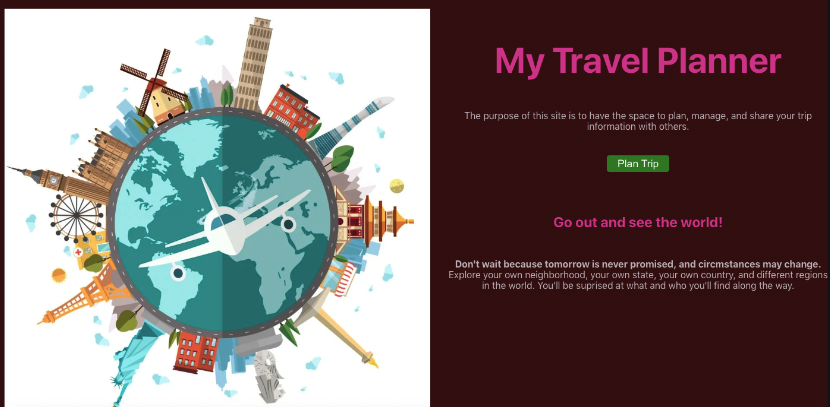 My Travel Planner
The purpose of this site is to have the space to plan, manage, and share your trip
information with others.
Plan Trip
Go out and see the world!
Don't wait because tomorrow is never promised, and circmstances may change.
Explore your own neighborhood, your own state, your own country, and different regions
in the world. You'll be suprised at what and who you'll find along the way.